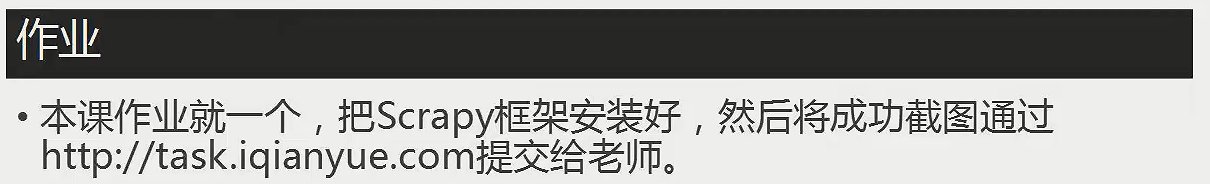 作业
• 本课作业就一个，把Scrapy框架安装好，然后将成功截图通过
http://task.iqianyue.com提交给老师。